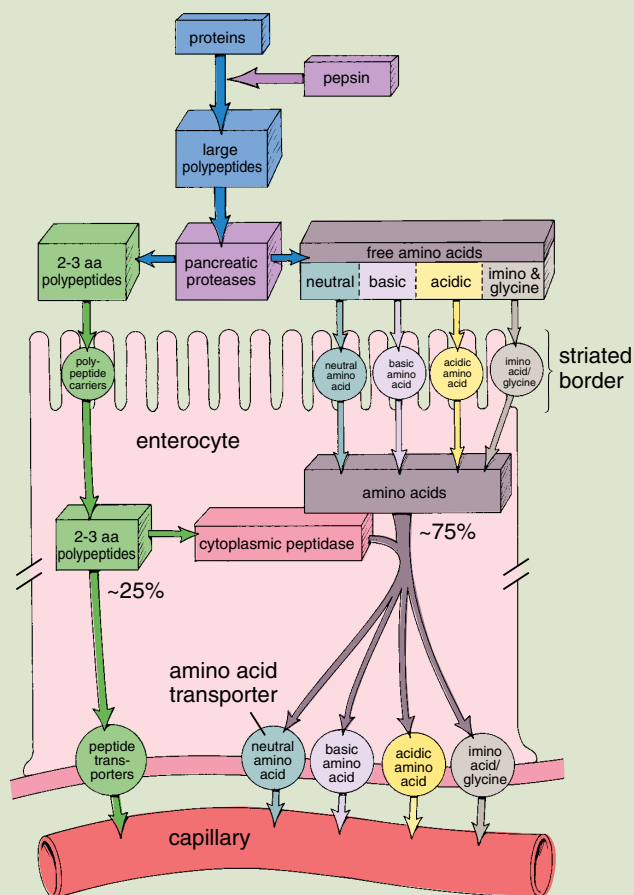 proteins
pepsin
large
polypeptides
2-3 aa
polypeptides
pancreatic
proteases
free amino acids
neutral
basic
acidic
imino &
glycine
poly-
peptide
carriers
neutral
amino
acid
basic
amino
acid
acidic
amino
acid
imino
acid/
glycine
striated
border
enterocyte
amino acids
2-3 aa
polypeptides
cytoplasmic peptidase
~75%
~25%
amino acid
transporter
peptide
trans-
porters
neutral
amino
acid
basic
amino
acid
acidic
amino
acid
imino
acid/
glycine
capillary